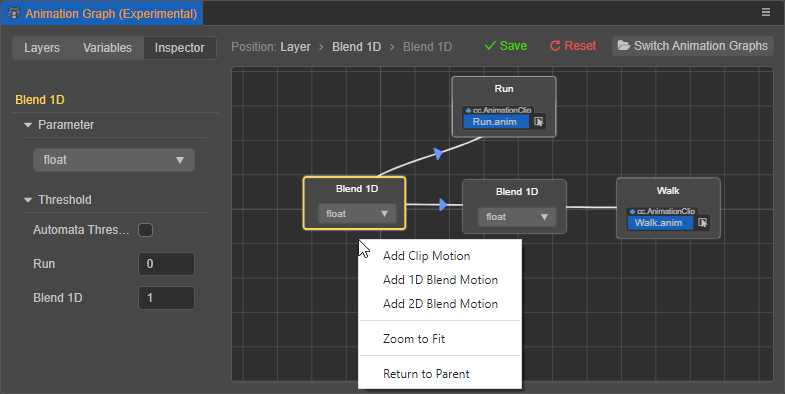 Animation Graph (Experimental)
Layers Variables Inspector
Position: Layer > Blend 1D > Blend 1D
Save Reset Switch Animation Graphs
Blend 1D
Parameter
float
Threshold
Automata Thres...
Run 0
Blend 1D 1
Run
cc.AnimationClip
Run.anim
Blend 1D
float
Blend 1D
float
Walk
cc.AnimationClip
Walk.anim
Add Clip Motion
Add 1D Blend Motion
Add 2D Blend Motion
Zoom to Fit
Return to Parent